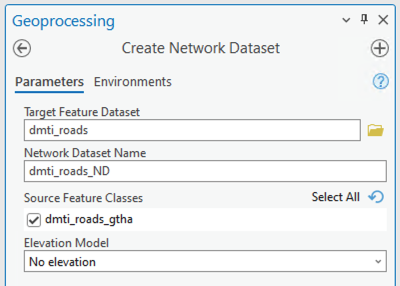 Geoprocessing
Create Network Dataset
Parameters Environments
Target Feature Dataset
dmti_roads
Network Dataset Name
dmti_roads_ND
Source Feature Classes Select All
dmti_roads_gtha
Elevation Model
No elevation